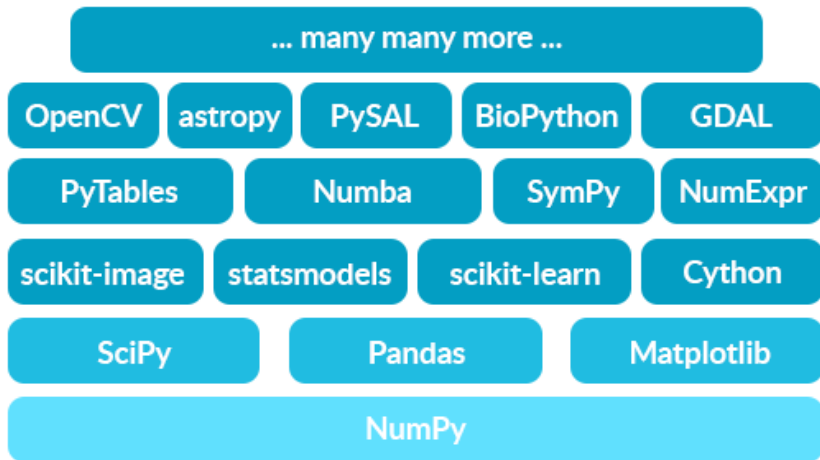 ... many many more ...
OpenCV astropy PySAL BioPython GDAL
PyTables Numba SymPy NumExpr
scikit-image statsmodels scikit-learn Cython
SciPy Pandas Matplotlib
NumPy